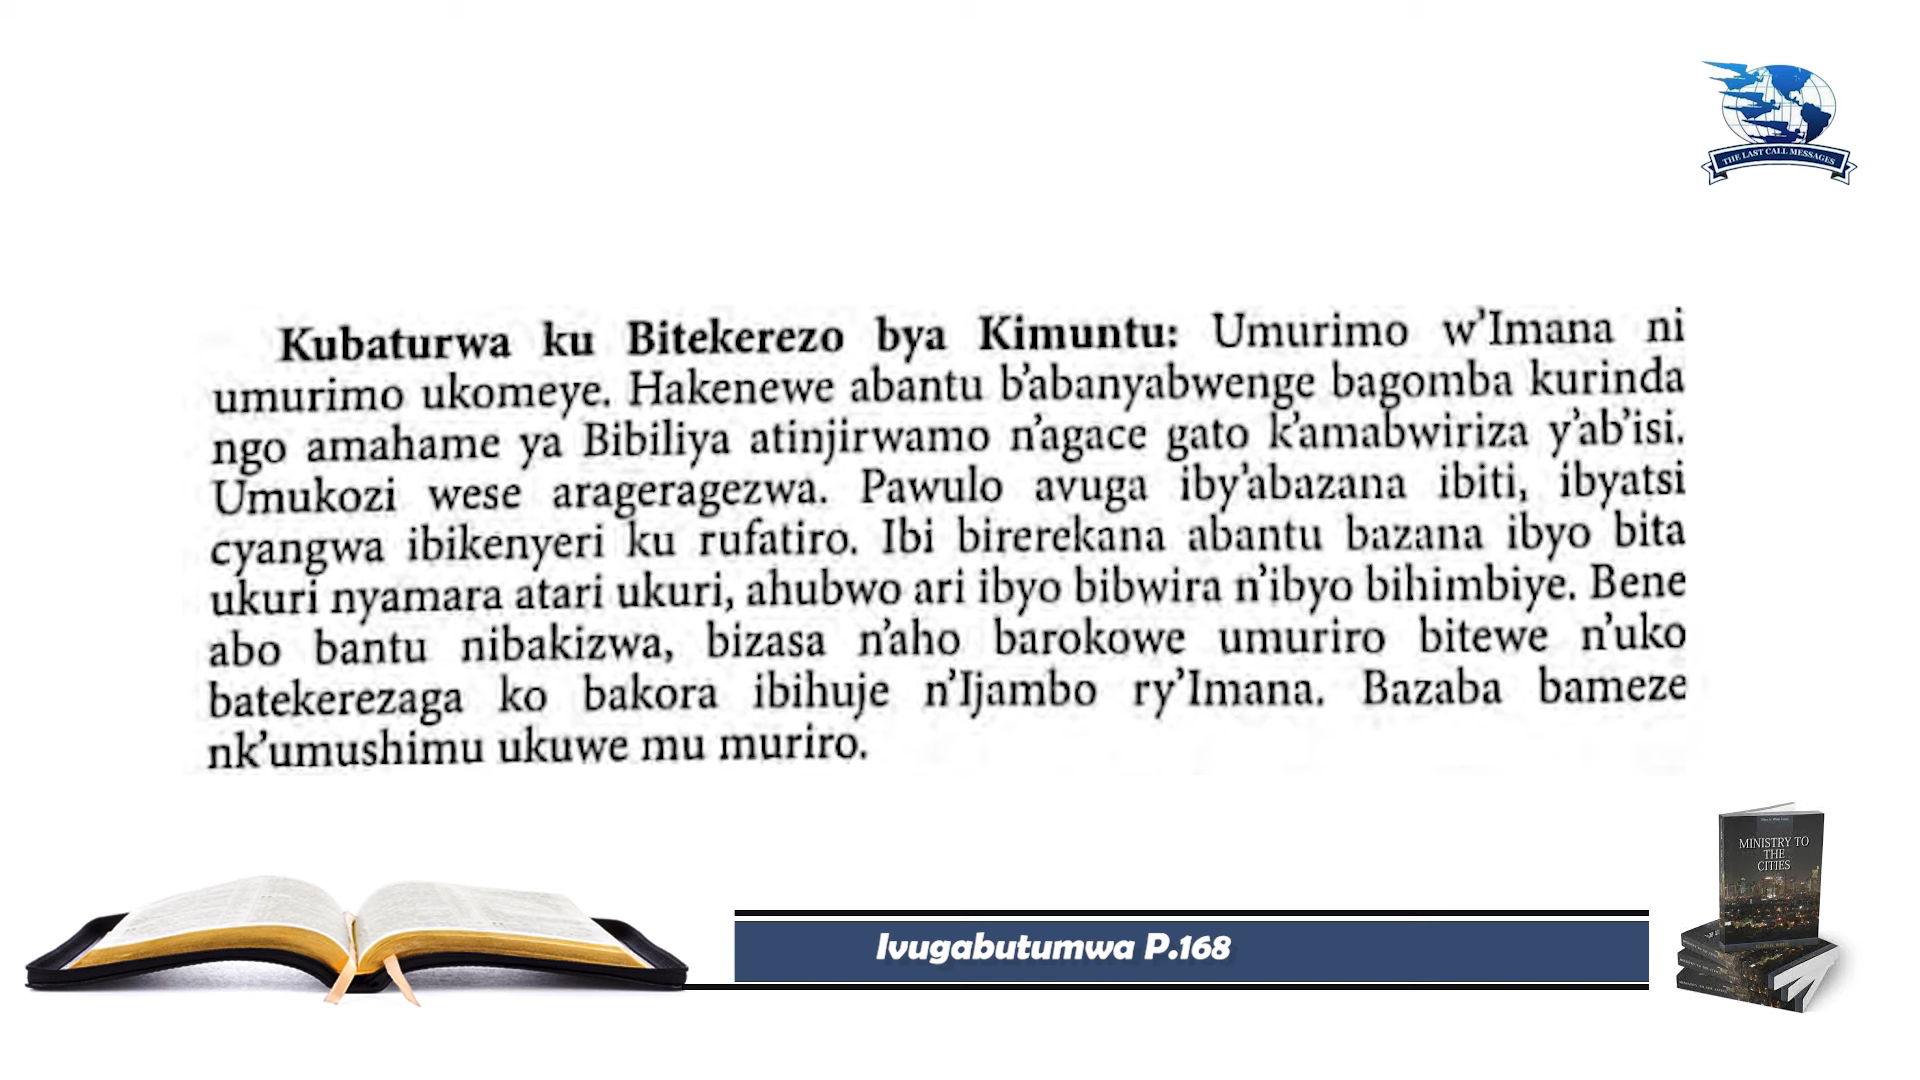 THE LAST CALL MESSAGES
Kubaturwa ku Bitekerezo bya Kimuntu: Umurimo w’Imana ni
umurimo ukomeye. Hakenewe abantu b’abanyabwenge bagomba kurinda
ngo amahame ya Bibiliya atinjirwamo n’agace gato k’amabwiriza y’ab’isi.
Umukozi wese arageragezwa. Pawulo avuga iby’abazana ibiti, ibyatsi
cyangwa ibikenyeri ku rufatiro. Ibi birerekana abantu bazana ibyo bita
ukuri nyamara atari ukuri, ahubwo ari ibyo bibwira n’ibyo bihimbiye. Bene
abo bantu nibakizwa, bizasa n’aho barokowe umuriro bitewe n’uko
batekerezaga ko bakora ibihuje n’Ijambo ry’Imana. Bazaba bameze
nk’umushimu ukuwe mu muriro.
MINISTRY TO
THE
CITIES
Ivugabutumwa P.168